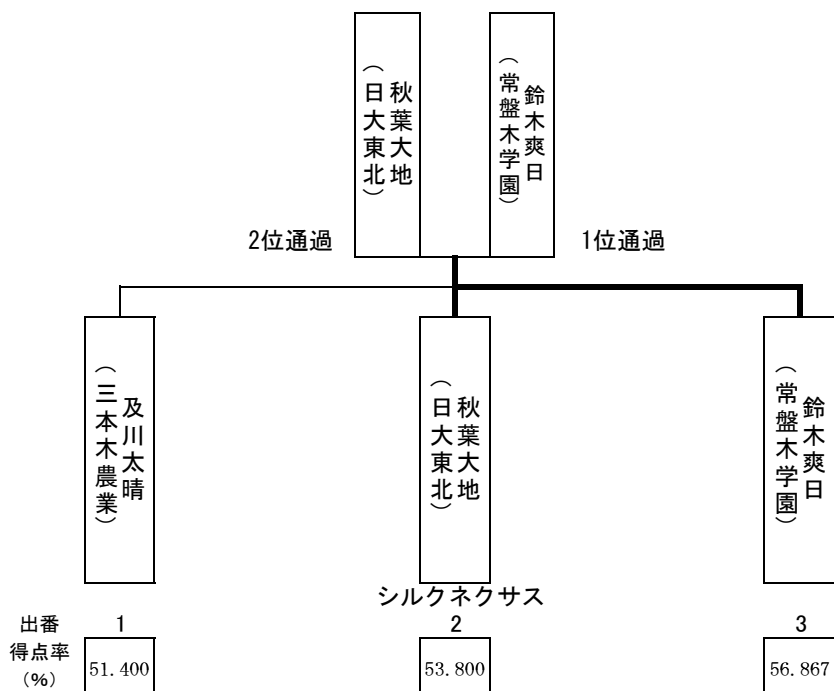 鈴木爽日
（常盤木学園）
秋葉大地
（日大東北）
2位通過
1位通過
及川太晴
（三本木農業）
秋葉大地
（日大東北）
鈴木爽日
（常盤木学園）
シルクネクサス
出番 1 2 3
得点率
（%） 51.400 53.800 56.867